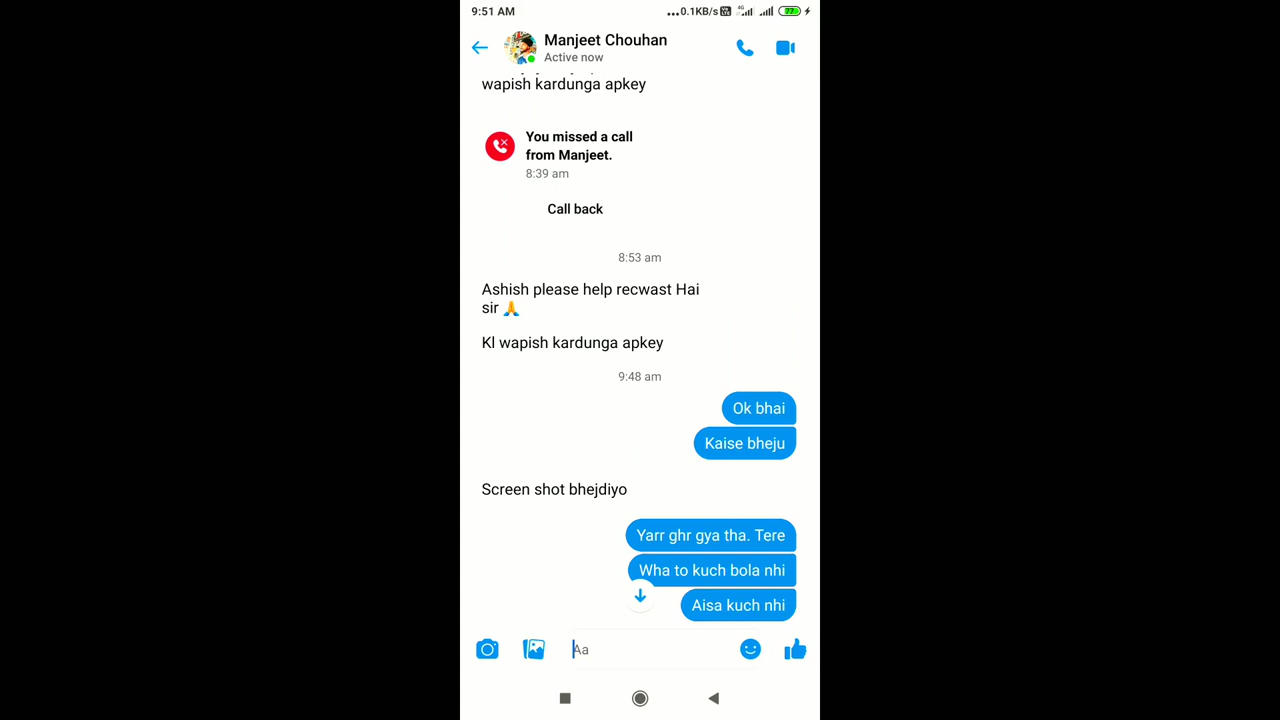 9:51 AM
...0.1KB/s
4G
77
Manjeet Chouhan
Active now
wapish kardunga apkey
You missed a call
from Manjeet.
8:39 am
Call back
8:53 am
Ashish please help recwast Hai
sir 🙏
Kl wapish kardunga apkey
9:48 am
Ok bhai
Kaise bheju
Screen shot bhejdiyo
Yarr ghr gya tha. Tere
Wha to kuch bola nhi
Aisa kuch nhi
Aa